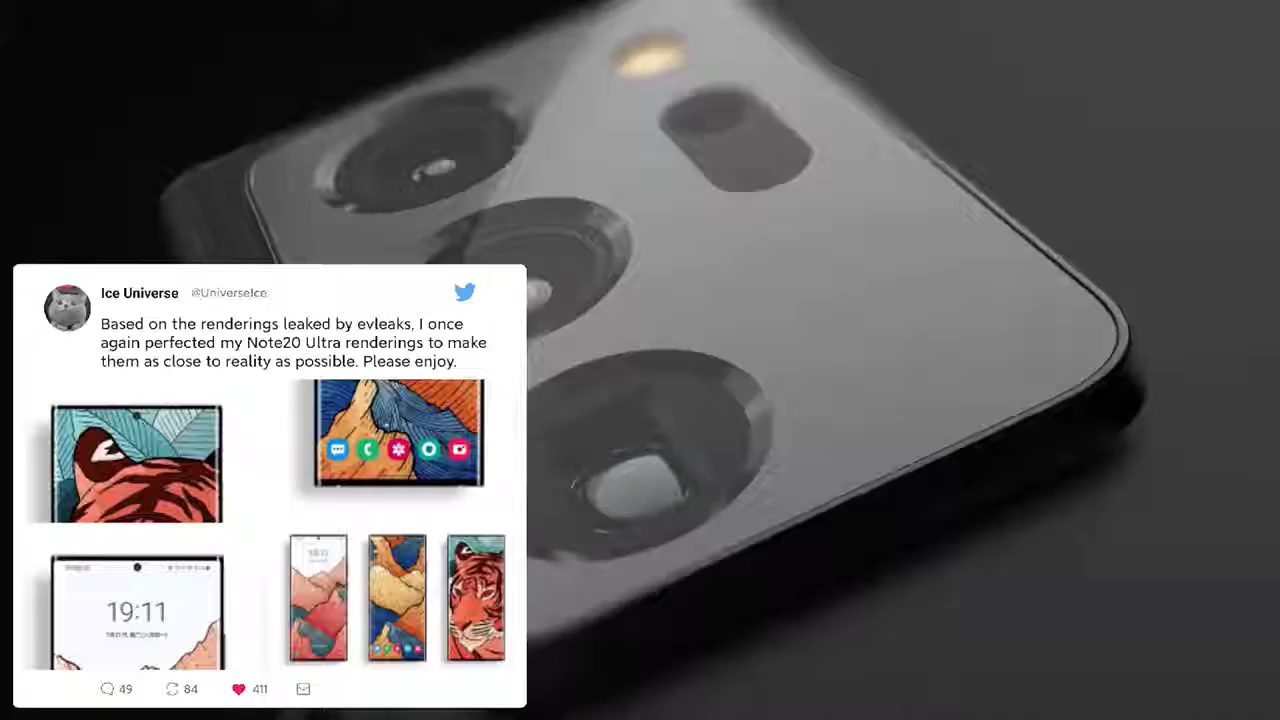 Ice Universe @UniverseIce
Based on the renderings leaked by evleaks, I once
again perfected my Note20 Ultra renderings to make
them as close to reality as possible. Please enjoy.
19:11
49 84 411